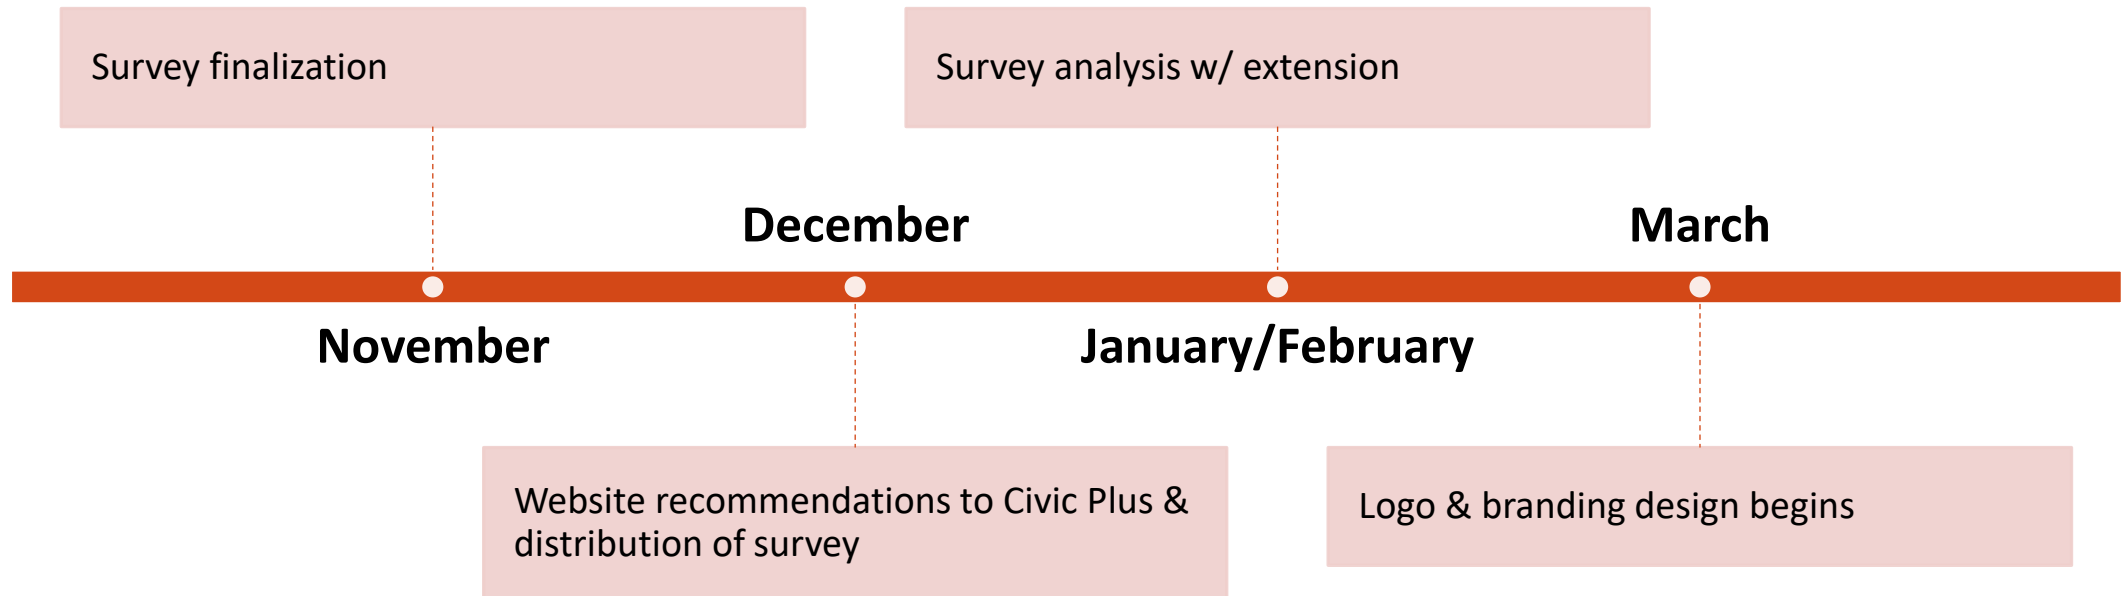 Survey finalization
Survey analysis w/ extension
December
March
November
January/February
Website recommendations to Civic Plus &
distribution of survey
Logo & branding design begins